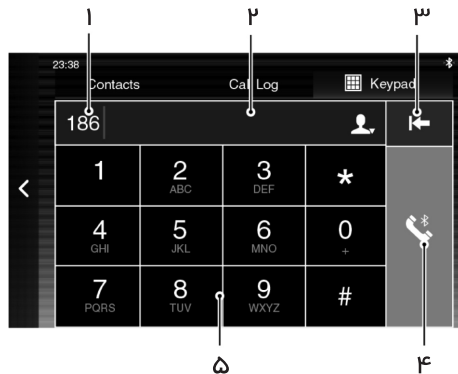 ۱ ۲ ۳
23:38
Contacts Call Log Keypad
186
1 2 3 *
ABC DEF
4 5 6 0
GHI JKL MNO +
7 8 9 #
PQRS TUV WXYZ
۵ ۴